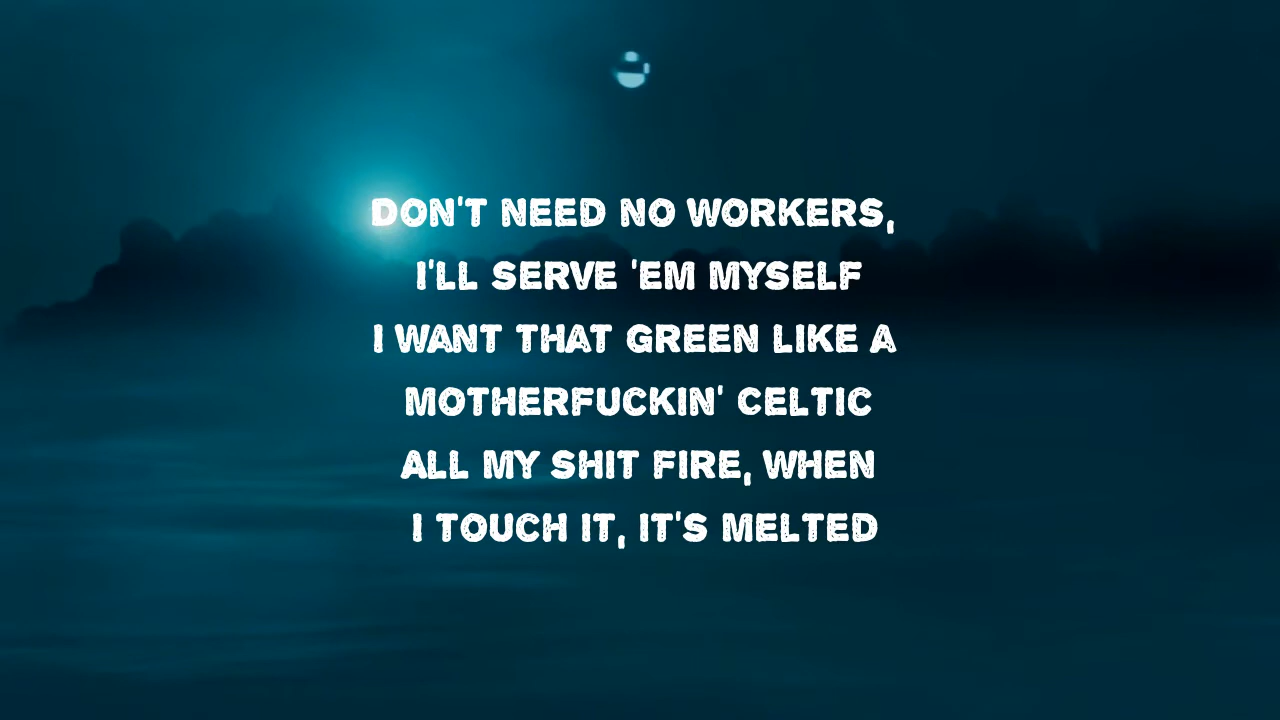 DON'T NEED NO WORKERS,
I'LL SERVE 'EM MYSELF
I WANT THAT GREEN LIKE A
MOTHERFUCKIN' CELTIC
ALL MY SHIT FIRE, WHEN
I TOUCH IT, IT'S MELTED